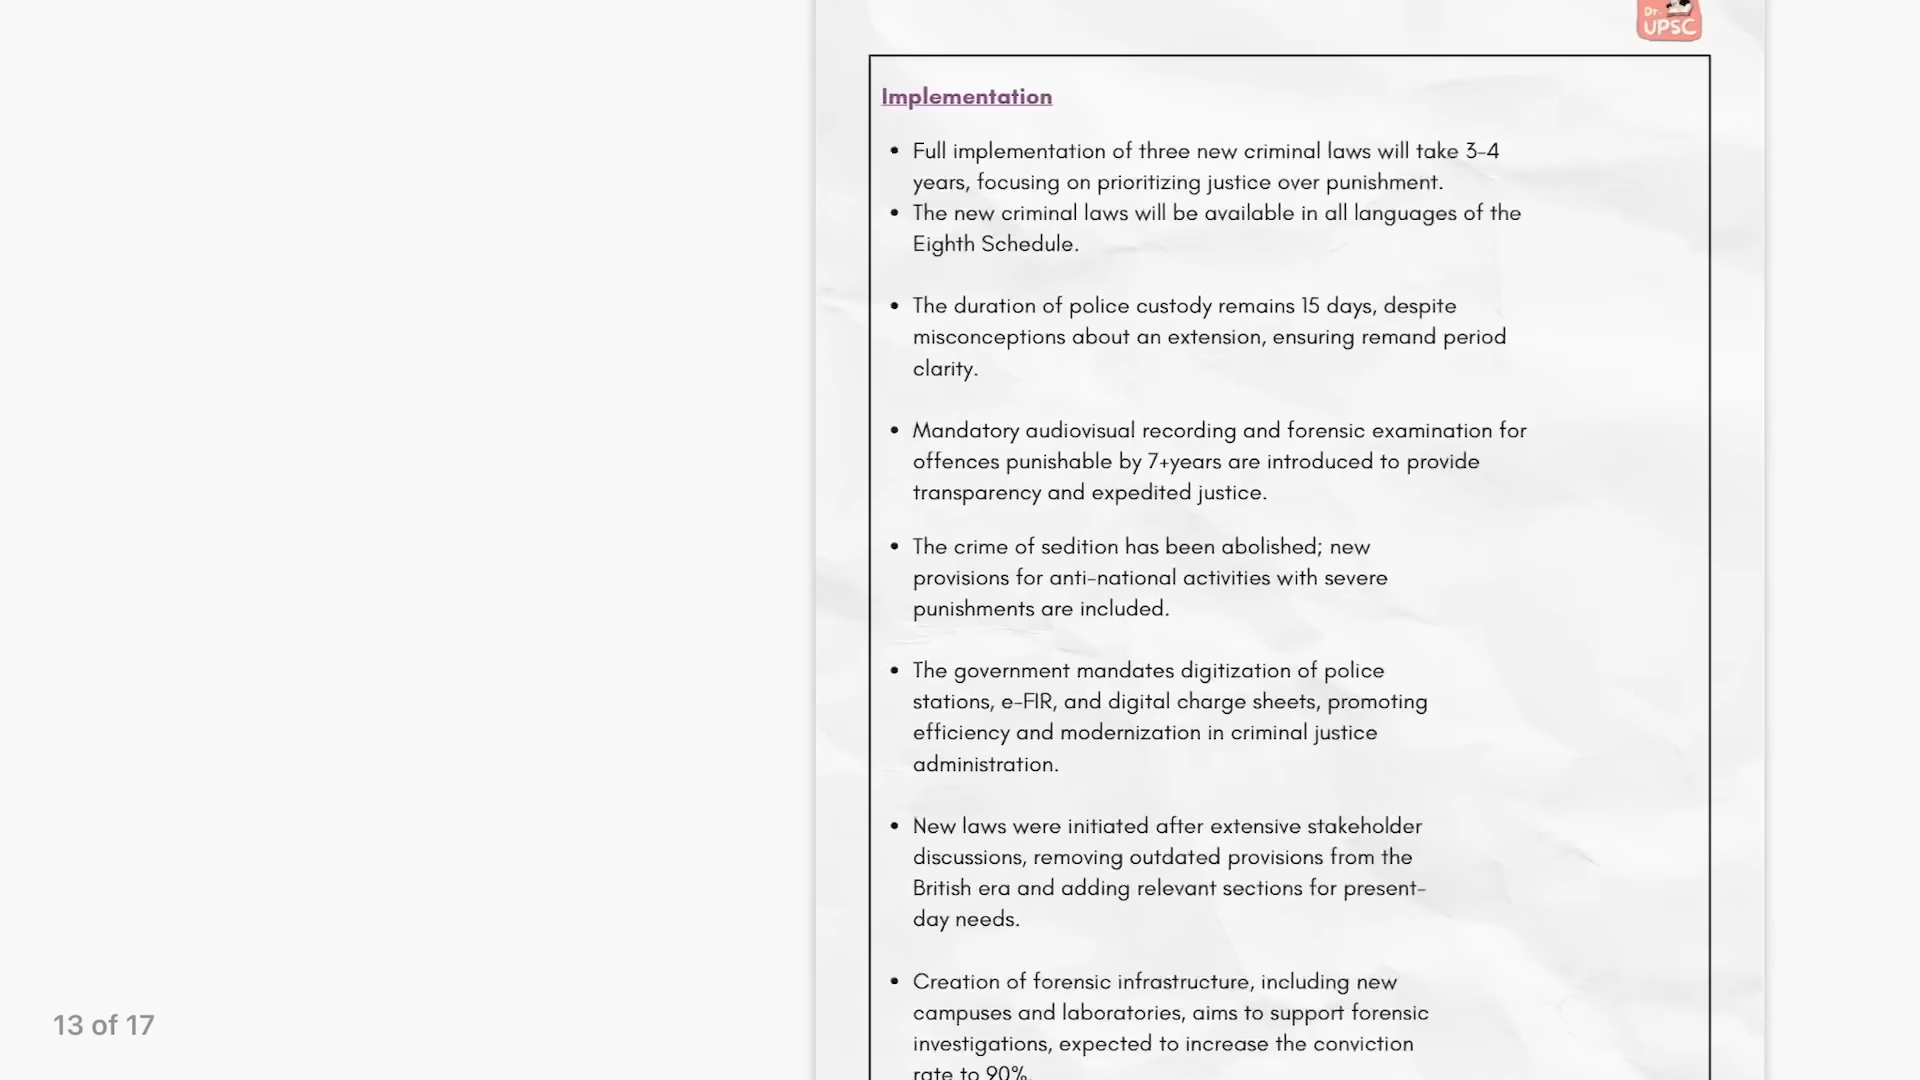 Dr.
UPSC
Implementation
• Full implementation of three new criminal laws will take 3-4
years, focusing on prioritizing justice over punishment.
• The new criminal laws will be available in all languages of the
Eighth Schedule.
• The duration of police custody remains 15 days, despite
misconceptions about an extension, ensuring remand period
clarity.
• Mandatory audiovisual recording and forensic examination for
offences punishable by 7+years are introduced to provide
transparency and expedited justice.
• The crime of sedition has been abolished; new
provisions for anti-national activities with severe
punishments are included.
• The government mandates digitization of police
stations, e-FIR, and digital charge sheets, promoting
efficiency and modernization in criminal justice
administration.
• New laws were initiated after extensive stakeholder
discussions, removing outdated provisions from the
British era and adding relevant sections for present-
day needs.
• Creation of forensic infrastructure, including new
campuses and laboratories, aims to support forensic
investigations, expected to increase the conviction
rate to 90%.
13 of 17